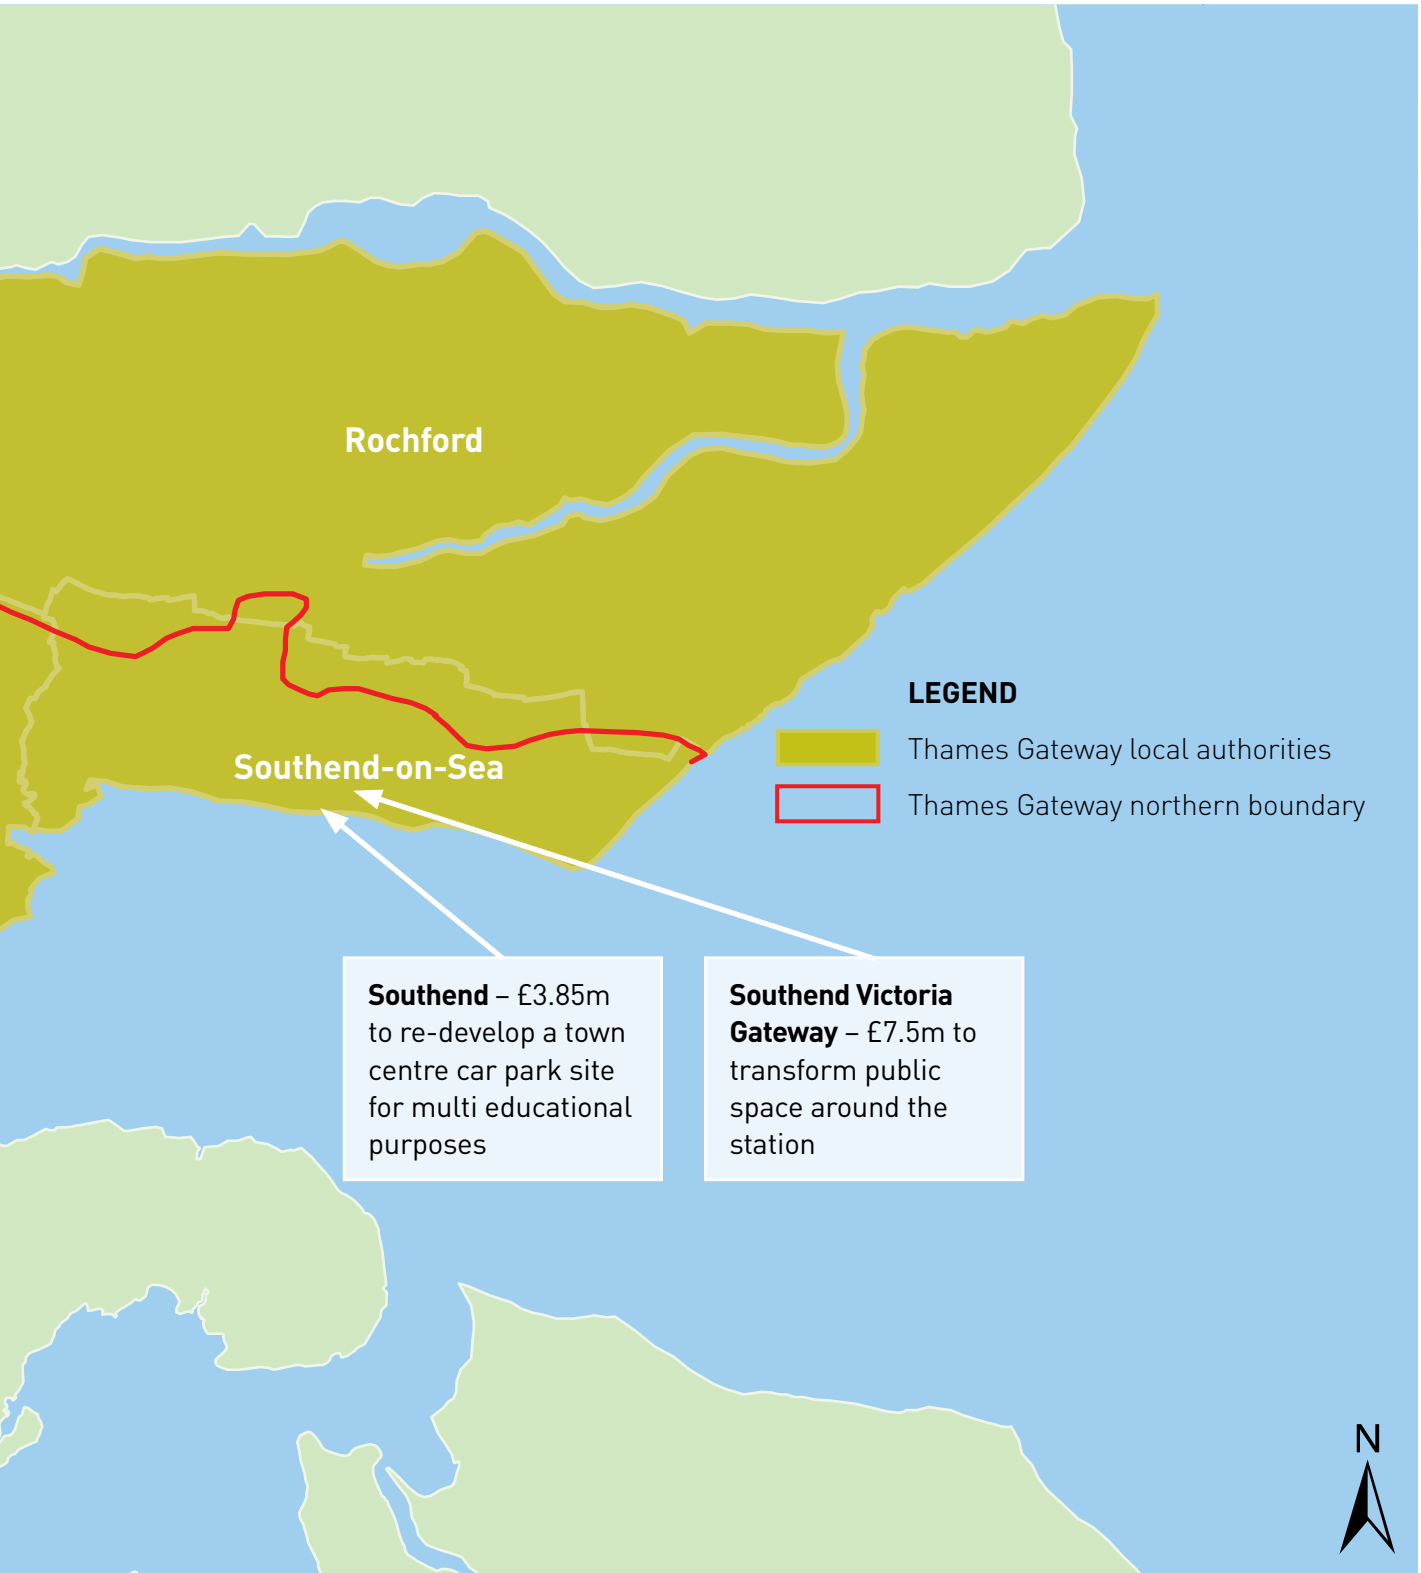 Rochford
LEGEND
Thames Gateway local authorities
Thames Gateway northern boundary
Southend-on-Sea
Southend – £3.85m
to re-develop a town
centre car park site
for multi educational
purposes
Southend Victoria
Gateway – £7.5m to
transform public
space around the
station
N